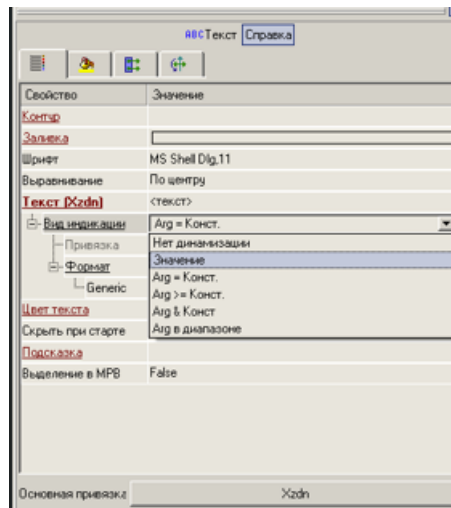 ABC Текст Справка
Свойство Значение
Контур
Заливка
Шрифт MS Shell Dlg,11
Выравнивание По центру
Текст (Xzdn) <текст>
Вид индикации Arg = Конст.
Привязка Нет динамизации
Формат Значение
Generic Arg = Конст.
Arg >= Конст.
Цвет текста Arg & Конст
Скрыть при старте Arg в диапазоне
Подсказка
Выделение в МРВ False
Основная привязка Xzdn